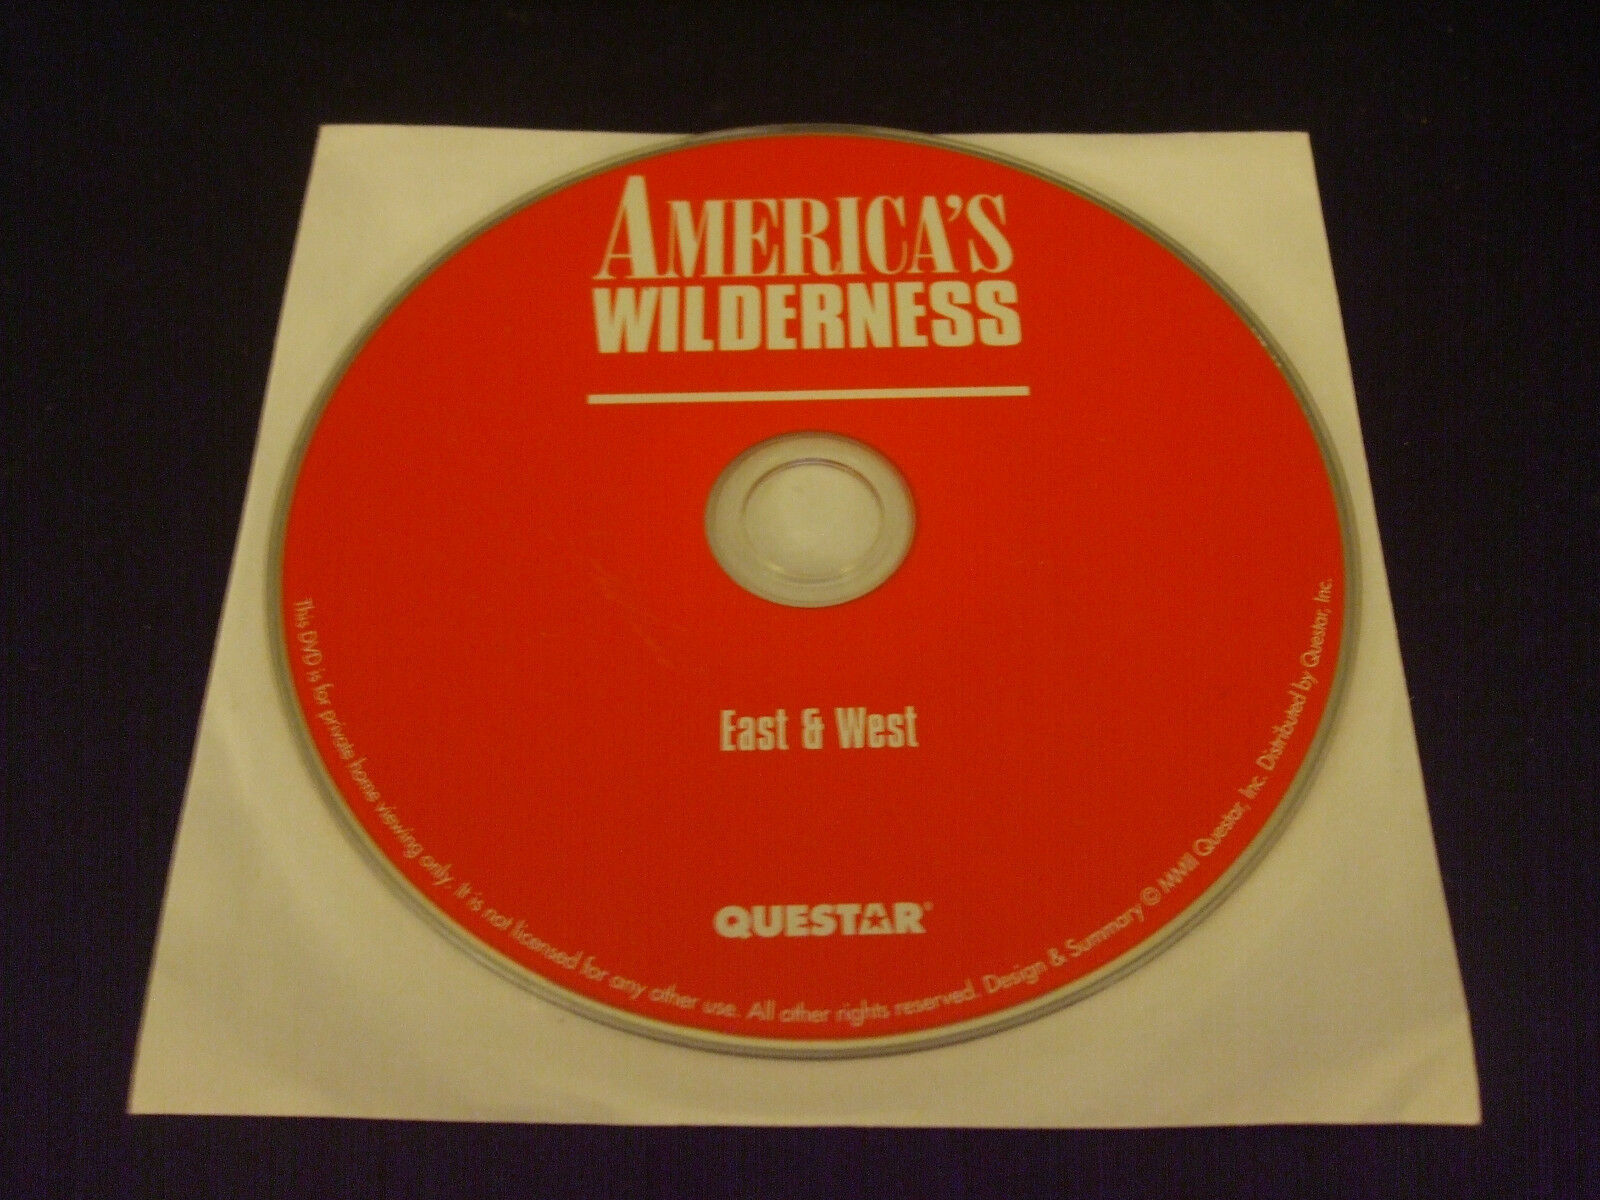 AMERICA'S
WILDERNESS
East & West
QUESTAR®
This DVD is for private home viewing only. It is not licensed for any other use. All other rights reserved. Design & Summary © MMIII Questar, Inc. Distributed by Questar, Inc.